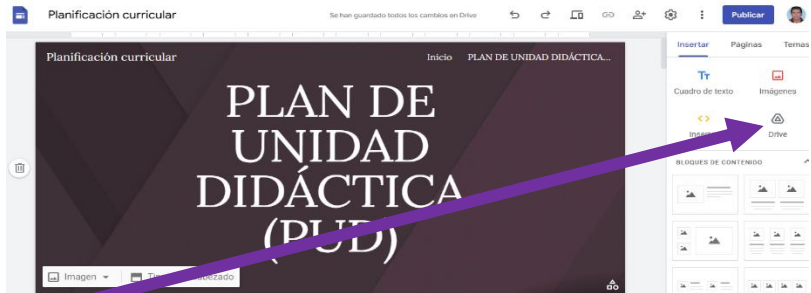 Planificación curricular
Se han guardado todos los cambios en Drive
Publicar
Planificación curricular
Inicio PLAN DE UNIDAD DIDÁCTICA...
PLAN DE
UNIDAD
DIDÁCTICA
(PUD)
Imagen
Insertar Páginas Temas
Cuadro de texto Imágenes
Drive
BLOQUES DE CONTENIDO